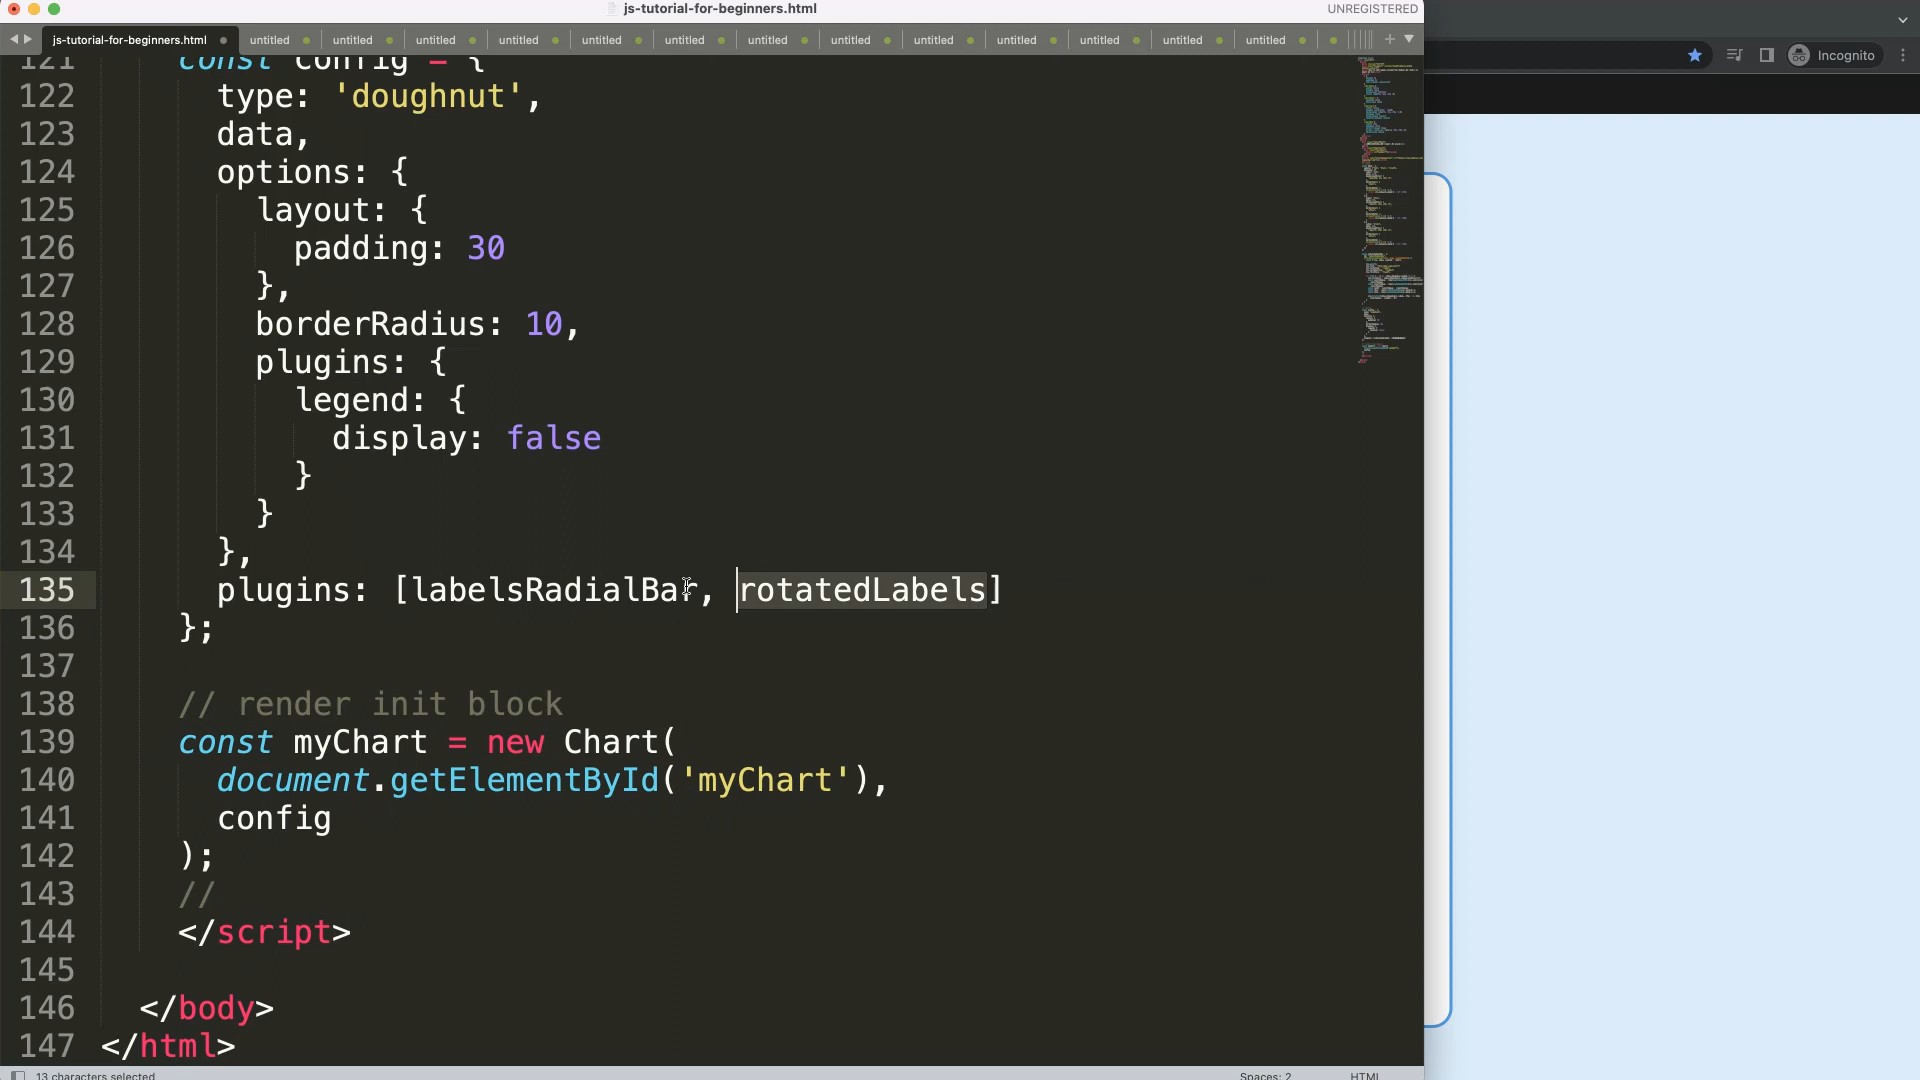 js-tutorial-for-beginners.html
UNREGISTERED
js-tutorial-for-beginners.html untitled untitled untitled untitled untitled untitled untitled untitled untitled untitled untitled untitled untitled
Incognito
121 const config = {
122 type: 'doughnut',
123 data,
124 options: {
125 layout: {
126 padding: 30
127 },
128 borderRadius: 10,
129 plugins: {
130 legend: {
131 display: false
132 }
133 }
134 },
135 plugins: [labelsRadialBar, rotatedLabels]
136 };
137
138 // render init block
139 const myChart = new Chart(
140 document.getElementById('myChart'),
141 config
142 );
143 //
144 </script>
145
146 </body>
147 </html>
13 characters selected
Spaces: 2
HTML